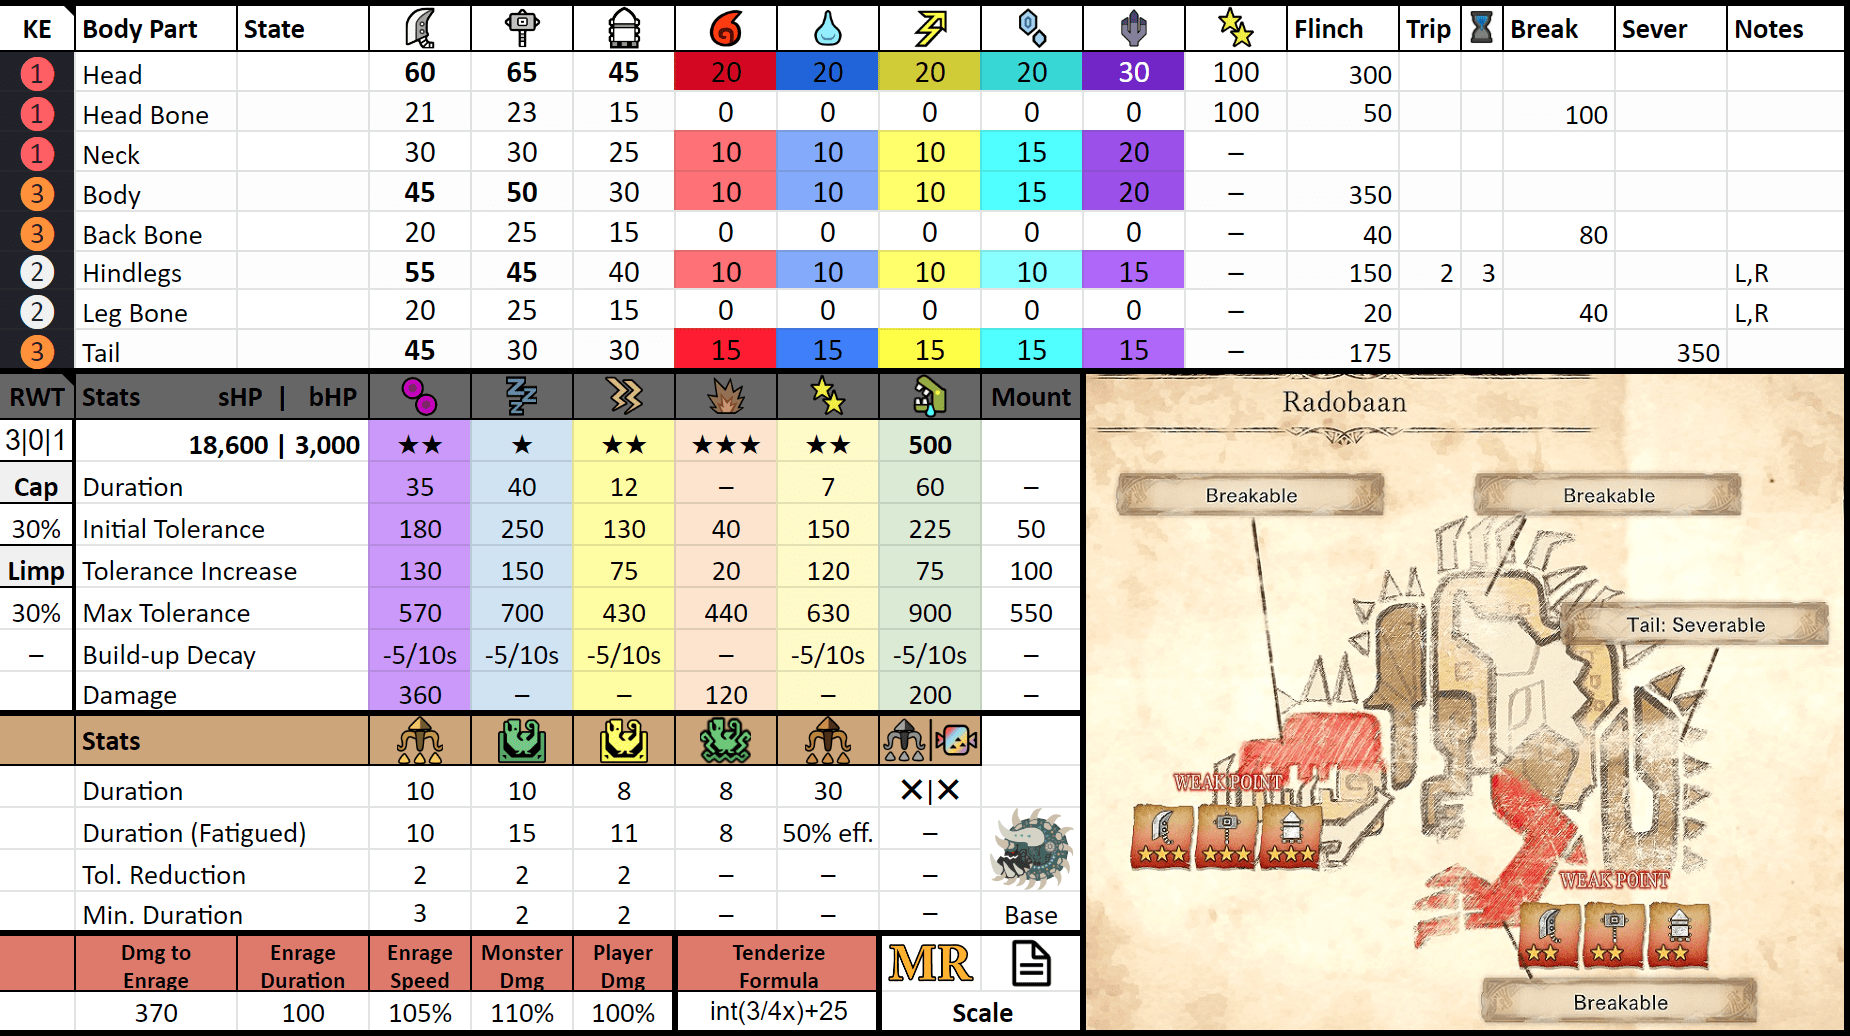 KE Body Part State Flinch Trip Break Sever Notes
1 Head 60 65 45 20 20 20 20 30 100 300
1 Head Bone 21 23 15 0 0 0 0 0 100 50 100
1 Neck 30 30 25 10 10 10 15 20 –
3 Body 45 50 30 10 10 10 15 20 – 350
3 Back Bone 20 25 15 0 0 0 0 0 – 40 80
2 Hindlegs 55 45 40 10 10 10 10 15 – 150 2 3 L,R
2 Leg Bone 20 25 15 0 0 0 0 0 – 20 40 L,R
3 Tail 45 30 30 15 15 15 15 15 – 175 350
RWT Stats sHP | bHP Mount
3|0|1 18,600 | 3,000 ★★ ★ ★★ ★★★ ★★ 500
Cap Duration 35 40 12 – 7 60 –
30% Initial Tolerance 180 250 130 40 150 225 50
Limp Tolerance Increase 130 150 75 20 120 75 100
30% Max Tolerance 570 700 430 440 630 900 550
– Build-up Decay -5/10s -5/10s -5/10s – -5/10s -5/10s –
Damage 360 – – 120 – 200 –
Stats
Duration 10 10 8 8 30 ✕|✕
Duration (Fatigued) 10 15 11 8 50% eff. –
Tol. Reduction 2 2 2 – – –
Min. Duration 3 2 2 – – – Base
Dmg to Enrage Enrage Duration Enrage Speed Monster Dmg Player Dmg Tenderize Formula MR
370 100 105% 110% 100% int(3/4x)+25 Scale
Radobaan
Breakable
Breakable
Tail: Severable
WEAK POINT
WEAK POINT
Breakable